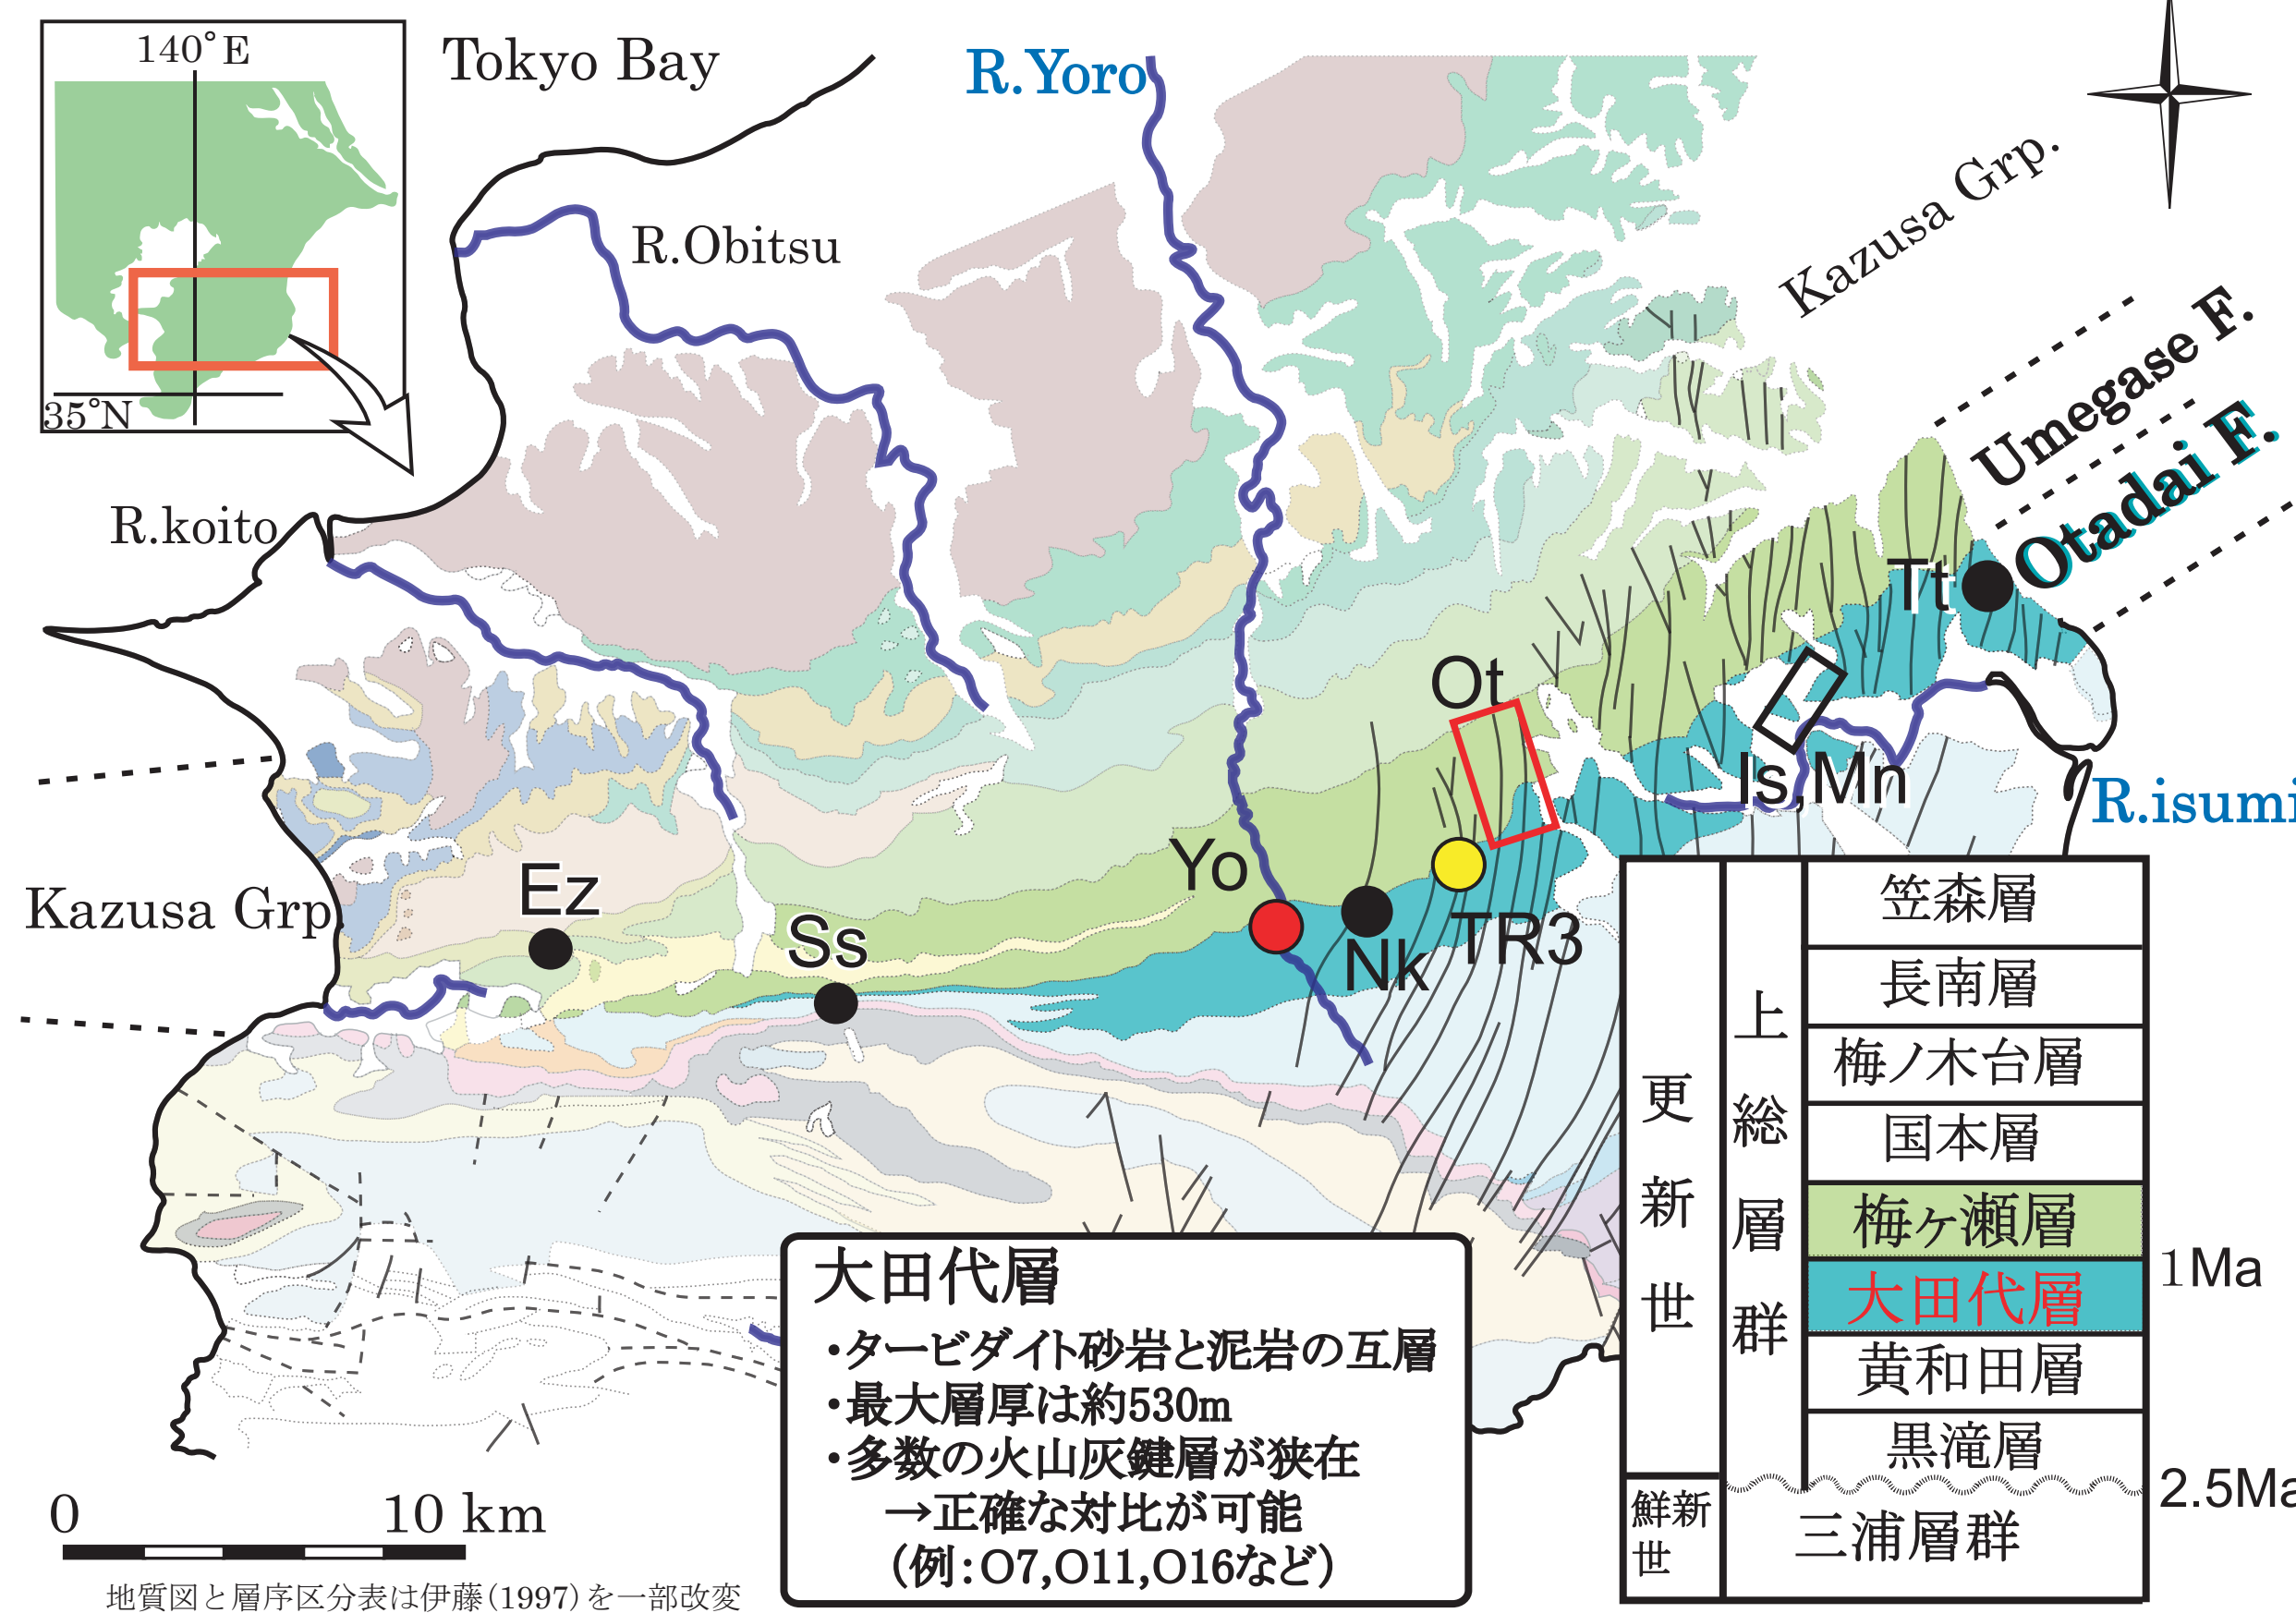 140°E
35°N
Tokyo Bay
R.Yoro
R.Obitsu
R.koito
Kazusa Grp.
Umegase F.
Otadai F.
Tt
Ot
Is,Mn
R.isumi
Kazusa Grp.
Ez
Ss
Yo
Nk
TR3
大田代層
・タービダイト砂岩と泥岩の互層
・最大層厚は約530m
・多数の火山灰鍵層が狭在
→正確な対比が可能
（例：O7,O11,O16など）
更新世
鮮新世
上総層群
笠森層
長南層
梅ノ木台層
国本層
梅ヶ瀬層
大田代層
黄和田層
黒滝層
三浦層群
1Ma
2.5Ma
0 10 km
地質図と層序区分表は伊藤（1997）を一部改変